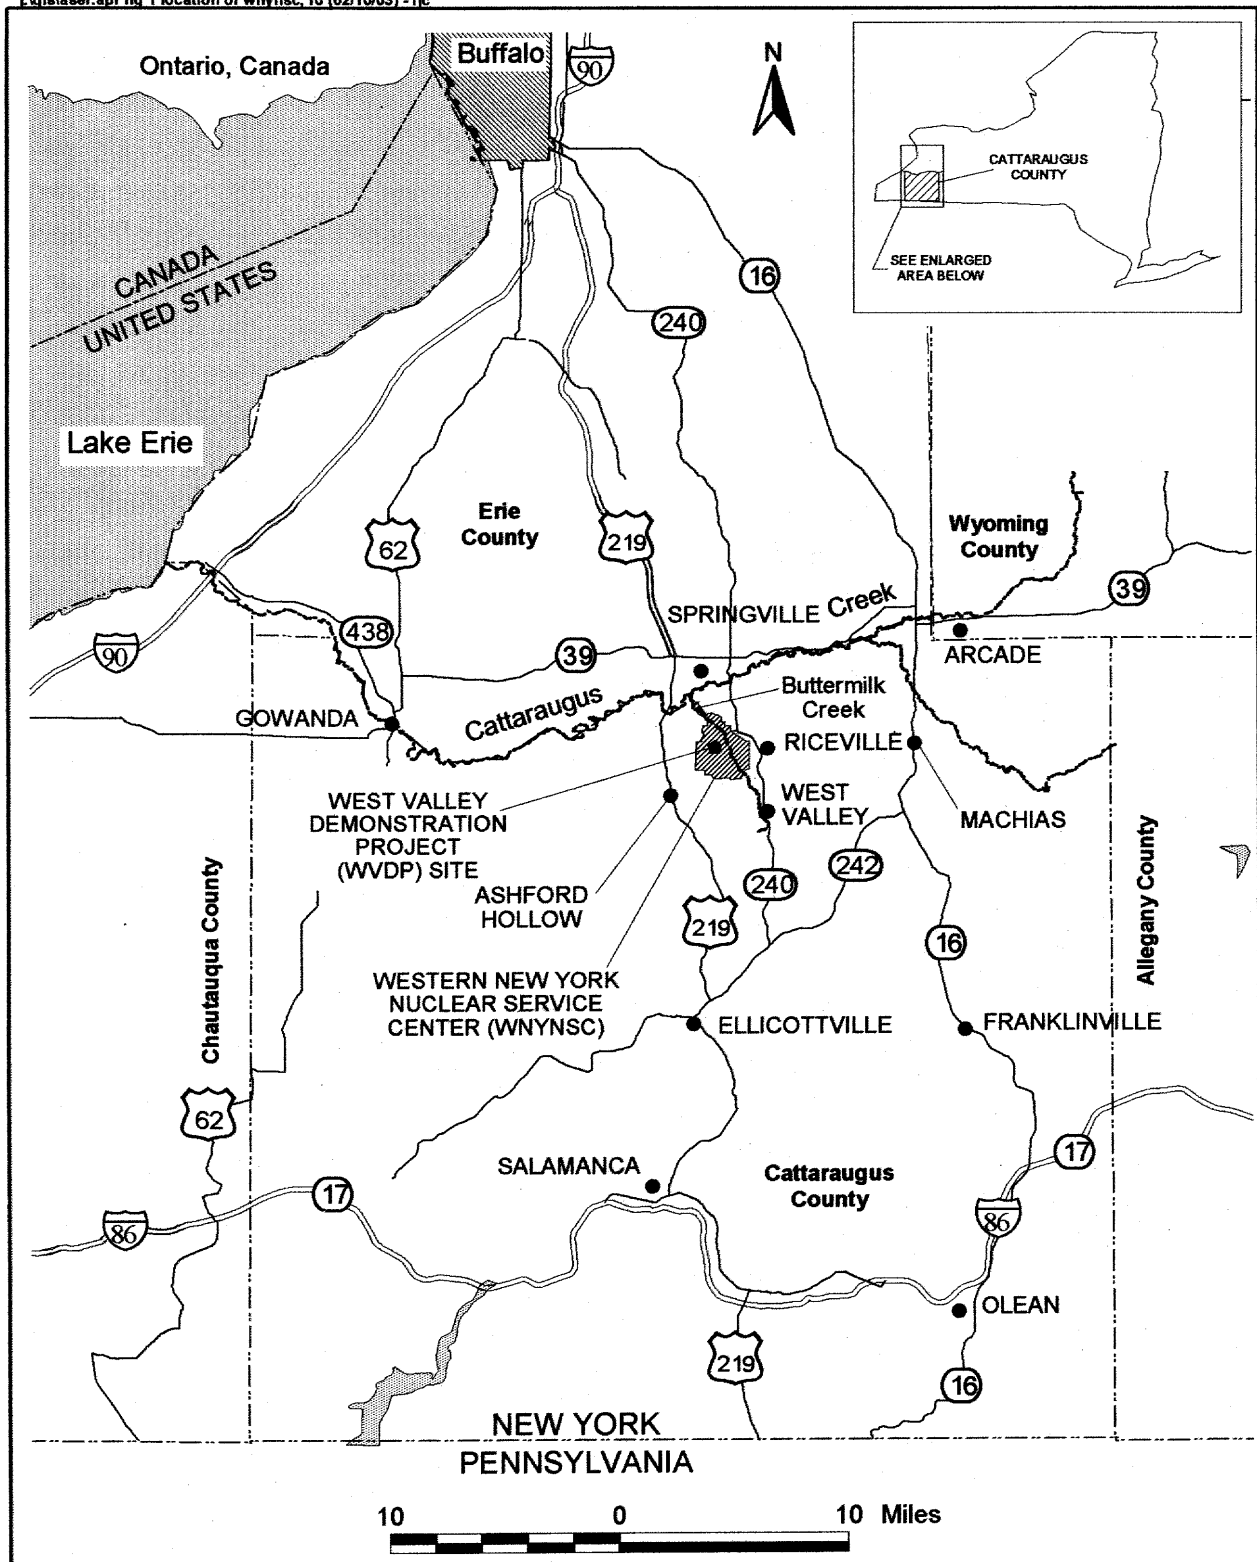 Ontario, Canada
Buffalo
90
N
CATTARAUGUS
COUNTY
SEE ENLARGED
AREA BELOW
CANADA
UNITED STATES
16
240
Lake Erie
Erie
County
62
219
Wyoming
County
39
SPRINGVILLE
Creek
438
90
39
ARCADE
Buttermilk
Creek
Cattaraugus
GOWANDA
RICEVILLE
WEST
VALLEY
MACHIAS
WEST VALLEY
DEMONSTRATION
PROJECT
(WVDP) SITE
ASHFORD
HOLLOW
240
242
219
16
Chautauqua County
Allegany County
WESTERN NEW YORK
NUCLEAR SERVICE
CENTER (WNYNSC)
ELLICOTTVILLE
FRANKLINVILLE
62
17
SALAMANCA
Cattaraugus
County
17
86
86
OLEAN
219
16
NEW YORK
PENNSYLVANIA
10 0 10 Miles